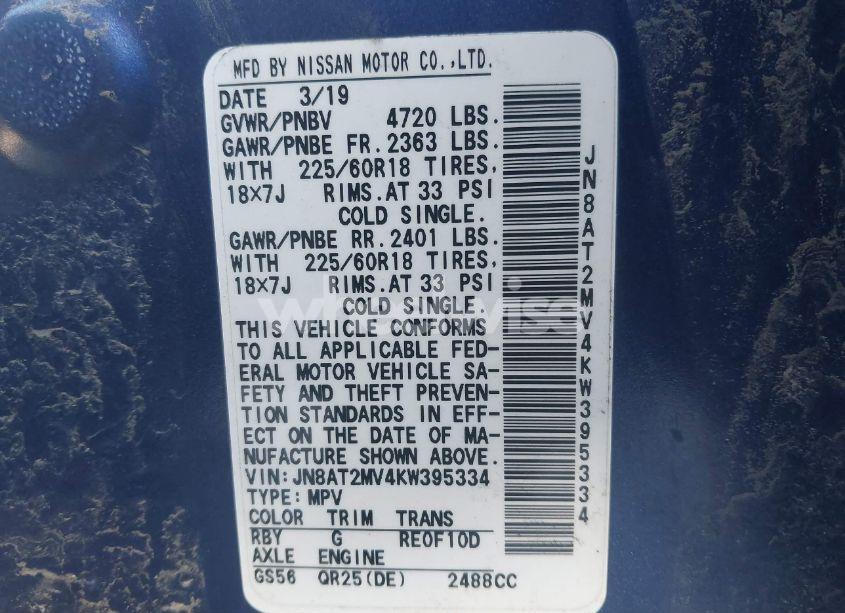 MFD BY NISSAN MOTOR CO.,LTD.
DATE 3/19
GVWR/PNBV 4720 LBS.
GAWR/PNBE FR.2363 LBS.
WITH 225/60R18 TIRES,
18X7J RIMS.AT 33 PSI
COLD SINGLE.
GAWR/PNBE RR.2401 LBS.
WITH 225/60R18 TIRES,
18X7J RIMS.AT 33 PSI
COLD SINGLE.
THIS VEHICLE CONFORMS
TO ALL APPLICABLE FED-
ERAL MOTOR VEHICLE SA-
FETY AND THEFT PREVEN-
TION STANDARDS IN EFF-
ECT ON THE DATE OF MA-
NUFACTURE SHOWN ABOVE.
VIN:JN8AT2MV4KW395334
TYPE:MPV
COLOR TRIM TRANS
RBY G RE0F10D
AXLE ENGINE
GS56 QR25(DE) 2488CC
JN8AT2MV4KW395334